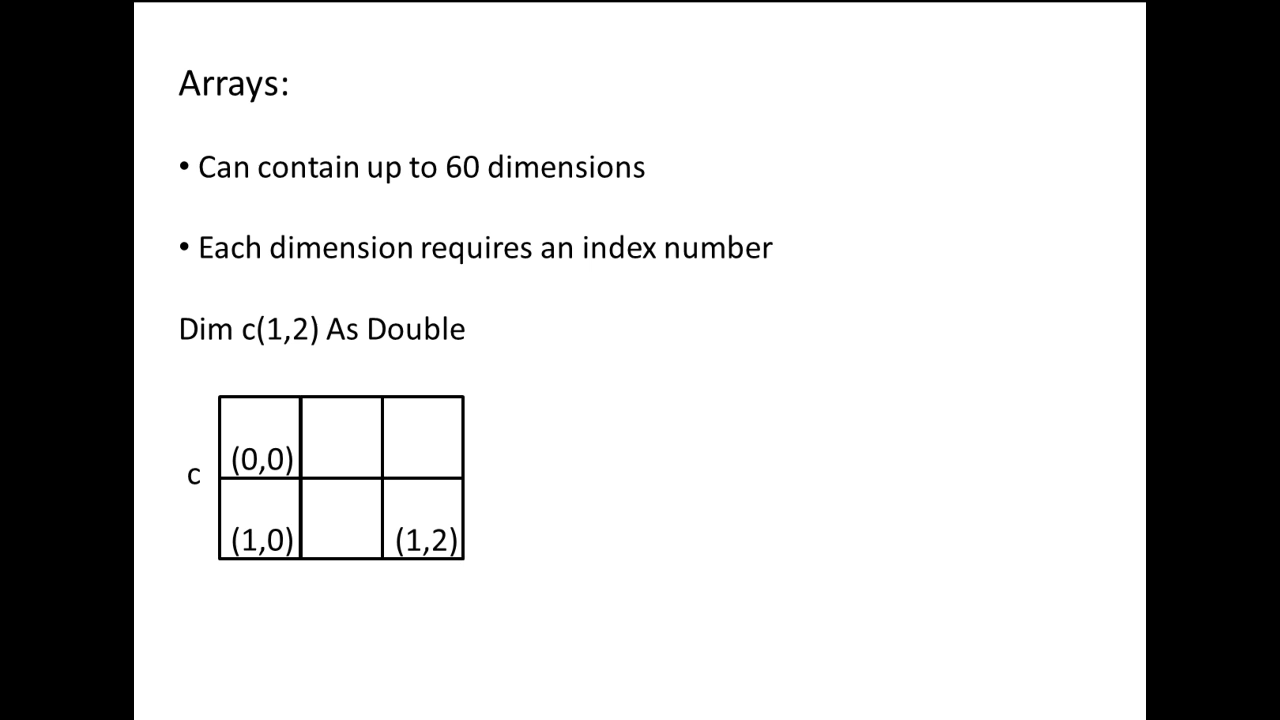 Arrays:
• Can contain up to 60 dimensions
• Each dimension requires an index number
Dim c(1,2) As Double
(0,0)
c
(1,0) (1,2)